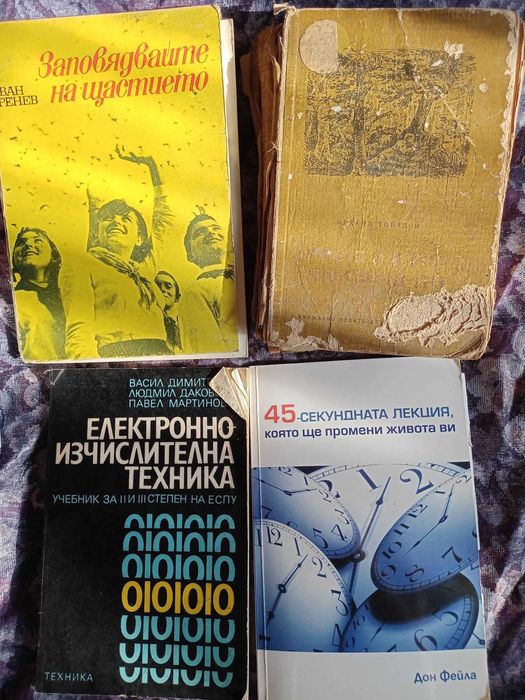 ВАН
РЕНЕВ
Заповядвайте
на щастието
ВАСИЛ ДИМИТ
ЛЮДМИЛ ДАКОВ
ПАВЕЛ МАРТИНОВ
ЕЛЕКТРОННО-
ИЗЧИСЛИТЕЛНА
ТЕХНИКА
УЧЕБНИК ЗА II И III СТЕПЕН НА ЕСПУ
0101010
0101010
0101010
0101010
0101010
0101010
0101010
ТЕХНИКА
45-СЕКУНДНАТА ЛЕКЦИЯ,
която ще промени живота ви
Дон Фейла